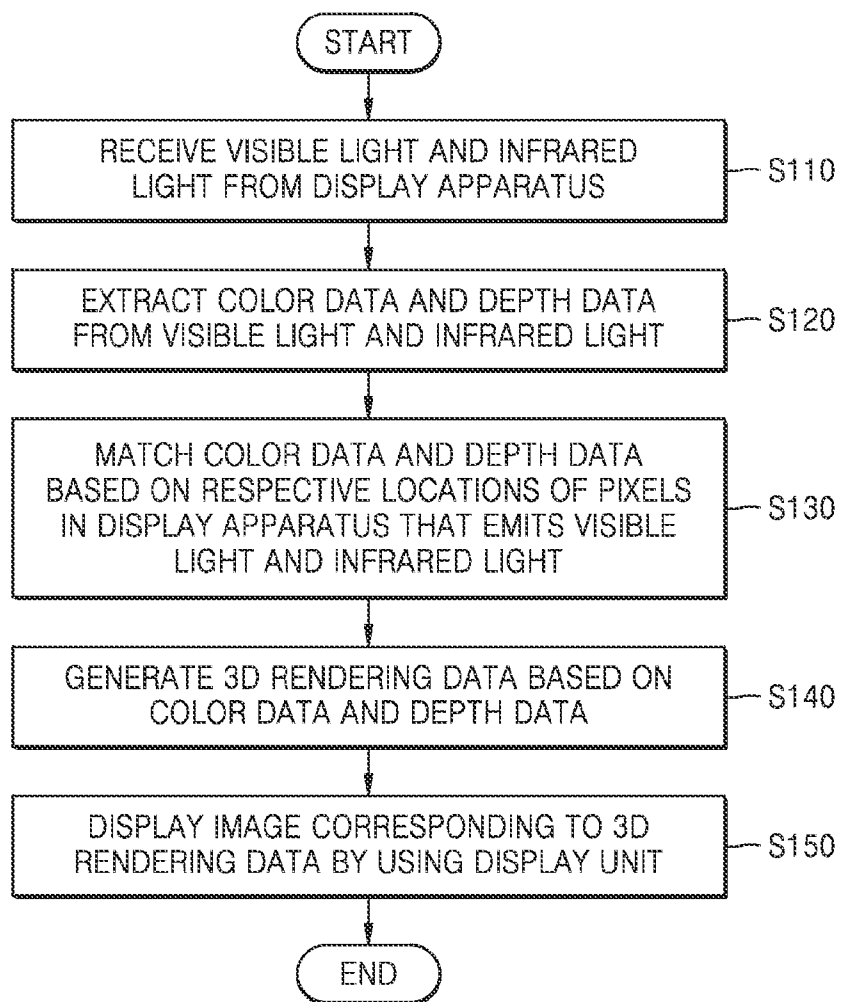 START
RECEIVE VISIBLE LIGHT AND INFRARED
LIGHT FROM DISPLAY APPARATUS
S110
EXTRACT COLOR DATA AND DEPTH DATA
FROM VISIBLE LIGHT AND INFRARED LIGHT
S120
MATCH COLOR DATA AND DEPTH DATA
BASED ON RESPECTIVE LOCATIONS OF PIXELS
IN DISPLAY APPARATUS THAT EMITS VISIBLE
LIGHT AND INFRARED LIGHT
S130
GENERATE 3D RENDERING DATA BASED ON
COLOR DATA AND DEPTH DATA
S140
DISPLAY IMAGE CORRESPONDING TO 3D
RENDERING DATA BY USING DISPLAY UNIT
S150
END